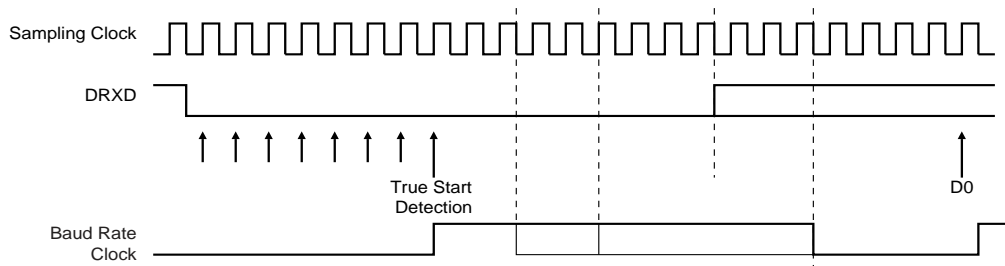 Sampling Clock
DRXD
True Start
Detection
D0
Baud Rate
Clock